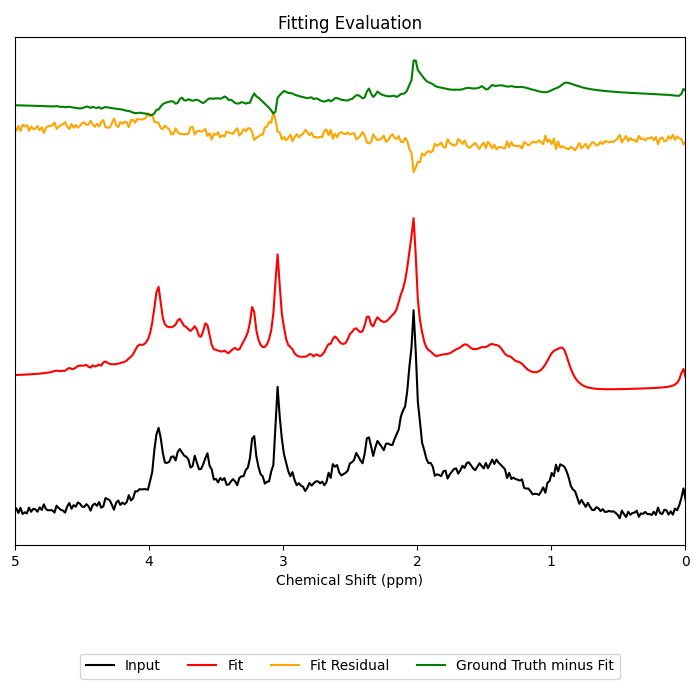 Fitting Evaluation
5 4 3 2 1 0
Chemical Shift (ppm)
Input Fit Fit Residual Ground Truth minus Fit